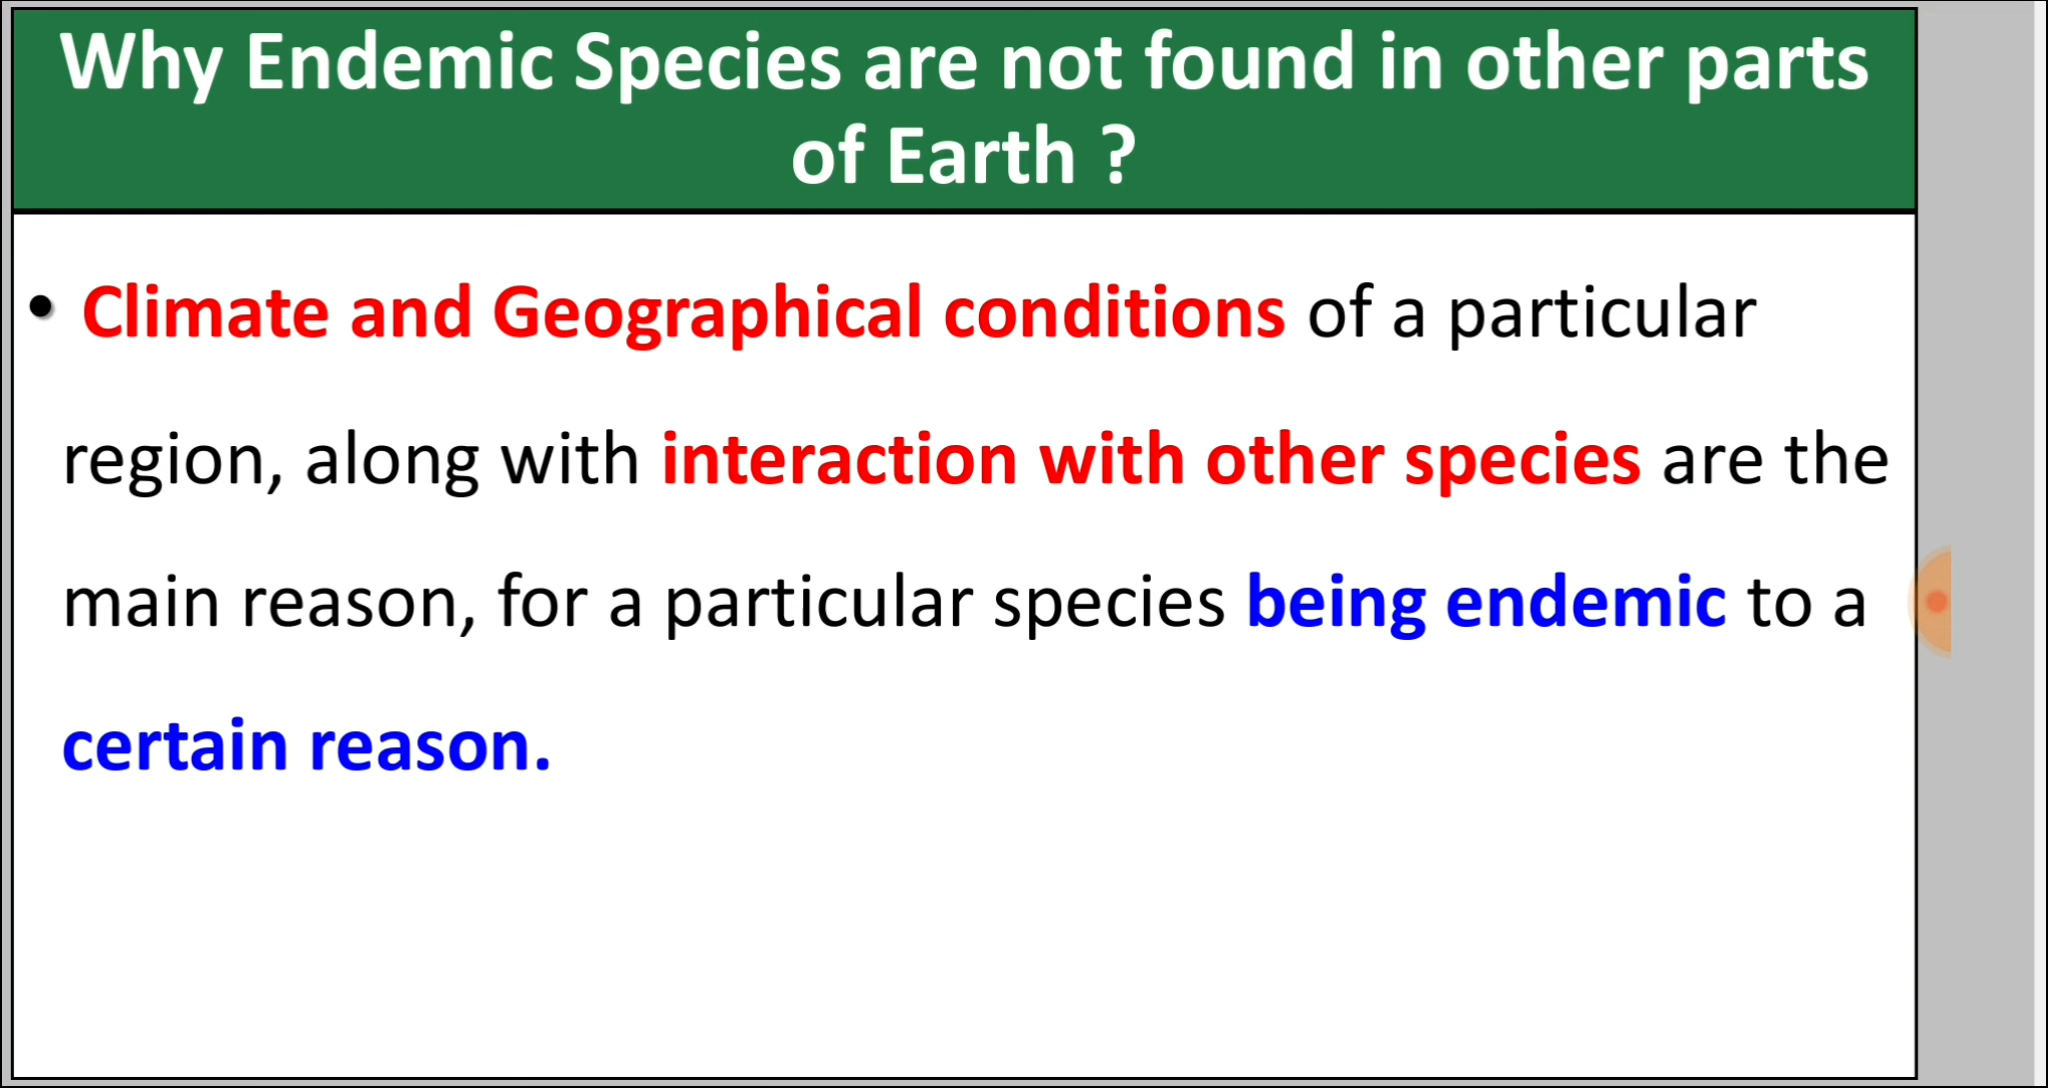 Why Endemic Species are not found in other parts
of Earth ?
• Climate and Geographical conditions of a particular
region, along with interaction with other species are the
main reason, for a particular species being endemic to a
certain reason.